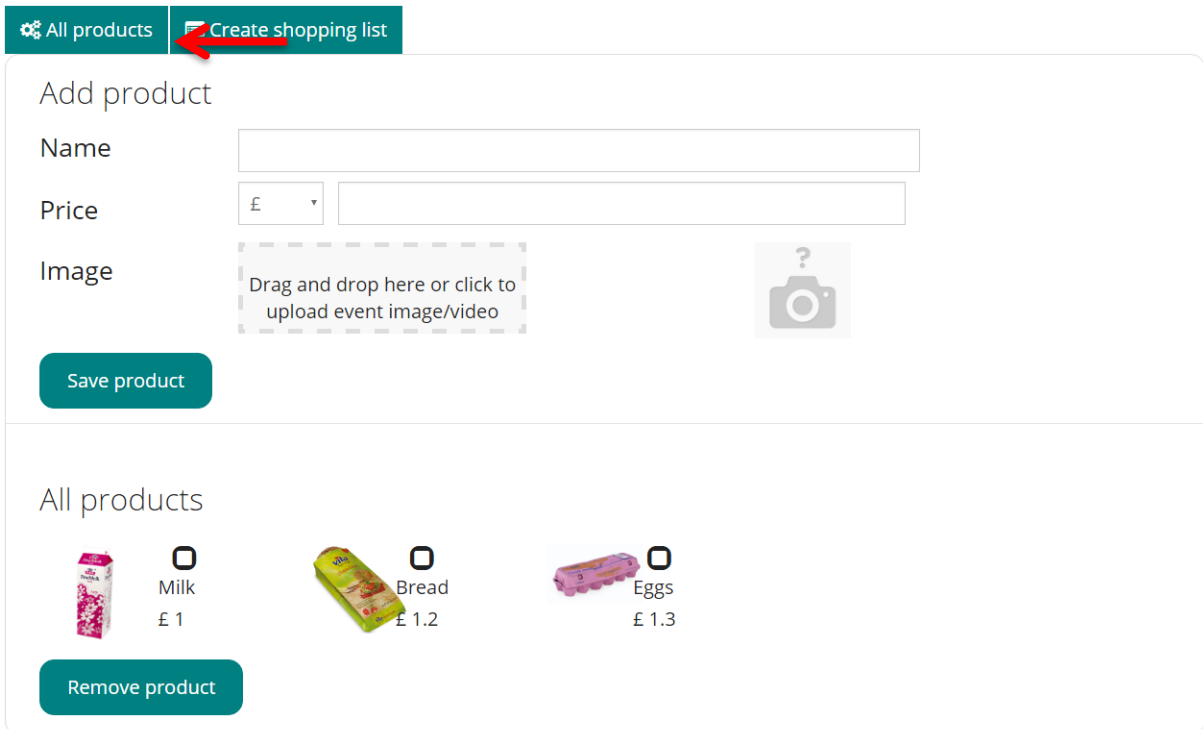 All products
Create shopping list
Add product
Name
Price
£
Image
Drag and drop here or click to
upload event image/video
?
Save product
All products
Milk
£ 1
Bread
£ 1.2
Eggs
£ 1.3
Remove product